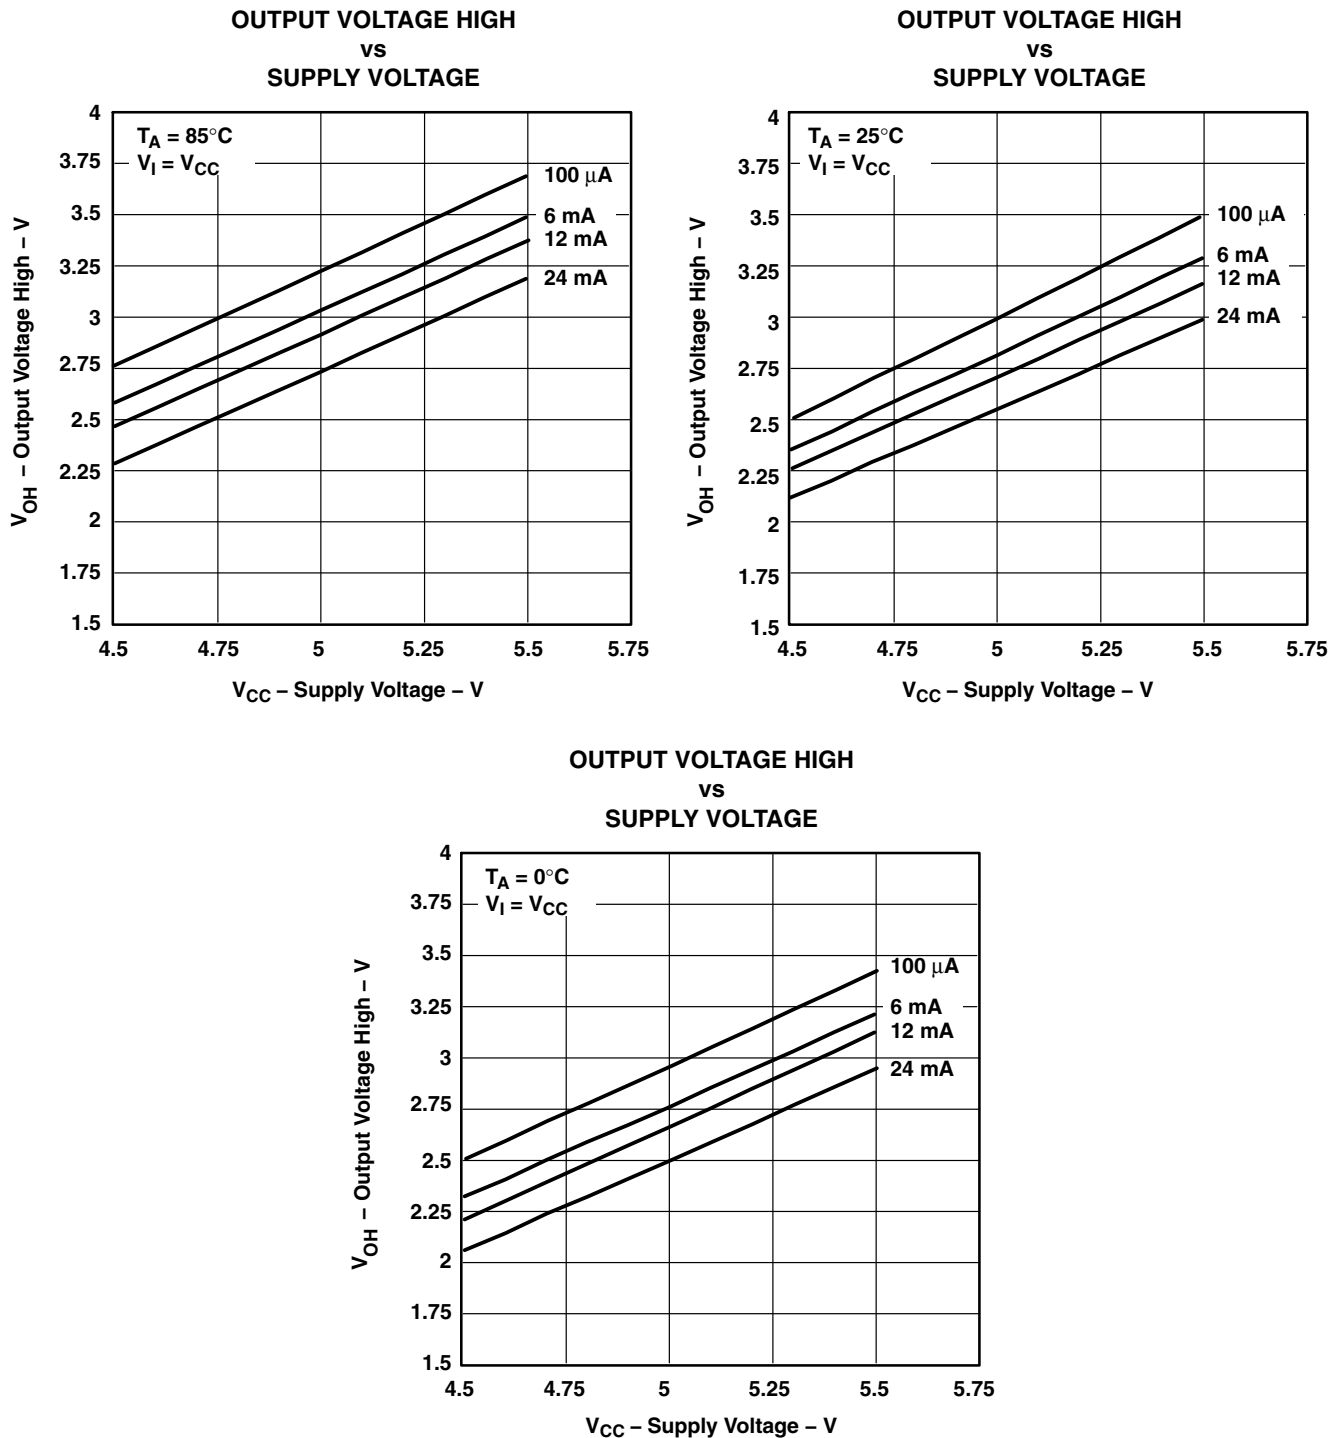 OUTPUT VOLTAGE HIGH
vs
SUPPLY VOLTAGE
4
3.75
3.5
3.25
3
2.75
2.5
2.25
2
1.75
1.5
V_OH – Output Voltage High – V
T_A = 85°C
V_I = V_CC
100 μA
6 mA
12 mA
24 mA
4.5 4.75 5 5.25 5.5 5.75
V_CC – Supply Voltage – V
OUTPUT VOLTAGE HIGH
vs
SUPPLY VOLTAGE
4
3.75
3.5
3.25
3
2.75
2.5
2.25
2
1.75
1.5
V_OH – Output Voltage High – V
T_A = 25°C
V_I = V_CC
100 μA
6 mA
12 mA
24 mA
4.5 4.75 5 5.25 5.5 5.75
V_CC – Supply Voltage – V
OUTPUT VOLTAGE HIGH
vs
SUPPLY VOLTAGE
4
3.75
3.5
3.25
3
2.75
2.5
2.25
2
1.75
1.5
V_OH – Output Voltage High – V
T_A = 0°C
V_I = V_CC
100 μA
6 mA
12 mA
24 mA
4.5 4.75 5 5.25 5.5 5.75
V_CC – Supply Voltage – V